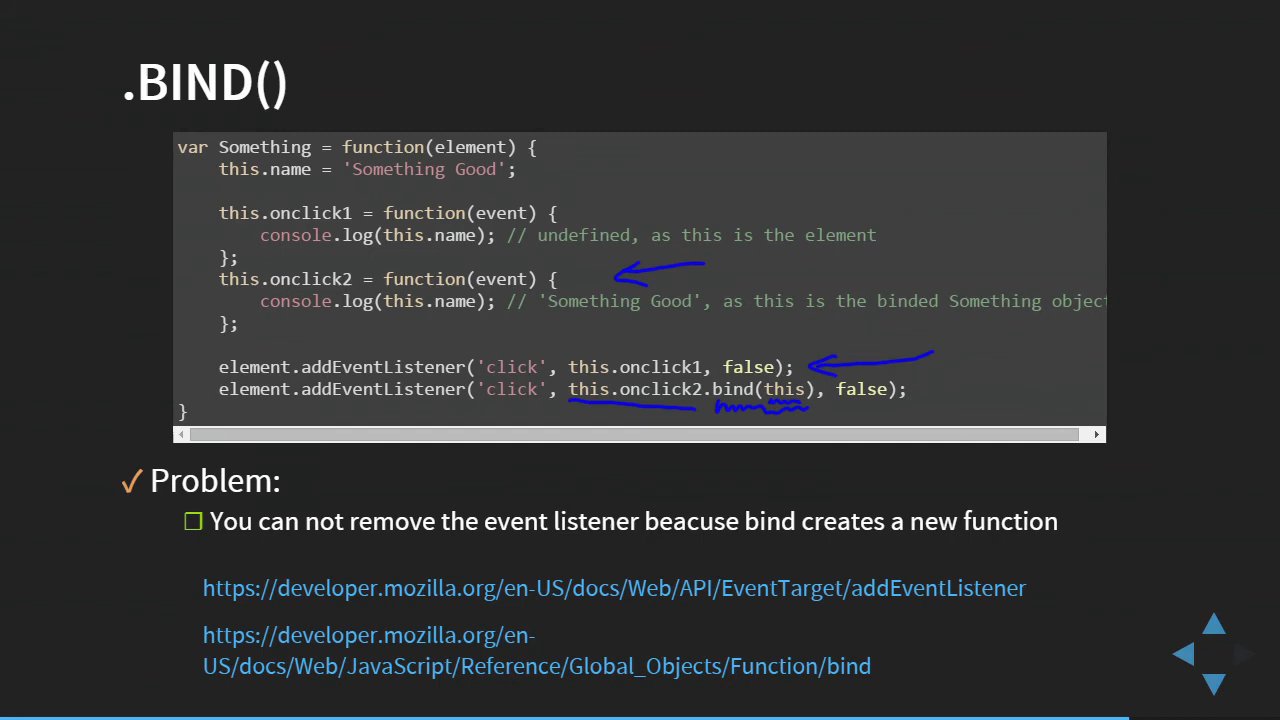 .BIND()
var Something = function(element) {
this.name = 'Something Good';
this.onclick1 = function(event) {
console.log(this.name); // undefined, as this is the element
};
this.onclick2 = function(event) {
console.log(this.name); // 'Something Good', as this is the binded Something object
};
element.addEventListener('click', this.onclick1, false);
element.addEventListener('click', this.onclick2.bind(this), false);
}
✓ Problem:
You can not remove the event listener beacuse bind creates a new function
https://developer.mozilla.org/en-US/docs/Web/API/EventTarget/addEventListener
https://developer.mozilla.org/en-
US/docs/Web/JavaScript/Reference/Global_Objects/Function/bind